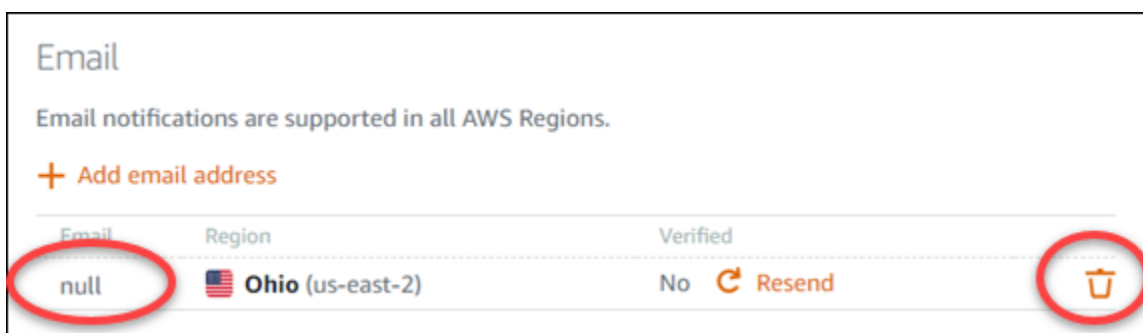 Email
Email notifications are supported in all AWS Regions.
+ Add email address
Email Region Verified
null Ohio (us-east-2) No Resend